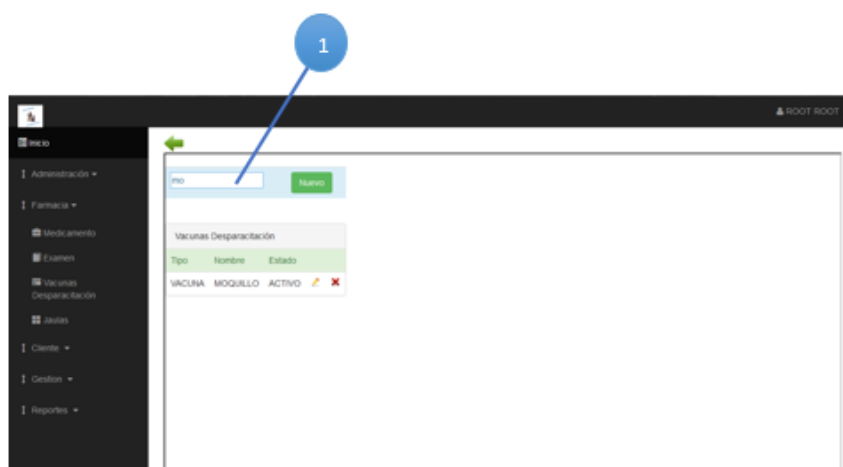 1
ROOT ROOT
Inicio
Administración
Farmacia
Medicamento
Examen
Vacunas
Desparacitación
Jaulas
Cliente
Gestion
Reportes
mo
Nuevo
Vacunas Desparacitación
Tipo Nombre Estado
VACUNA MOQUILLO ACTIVO